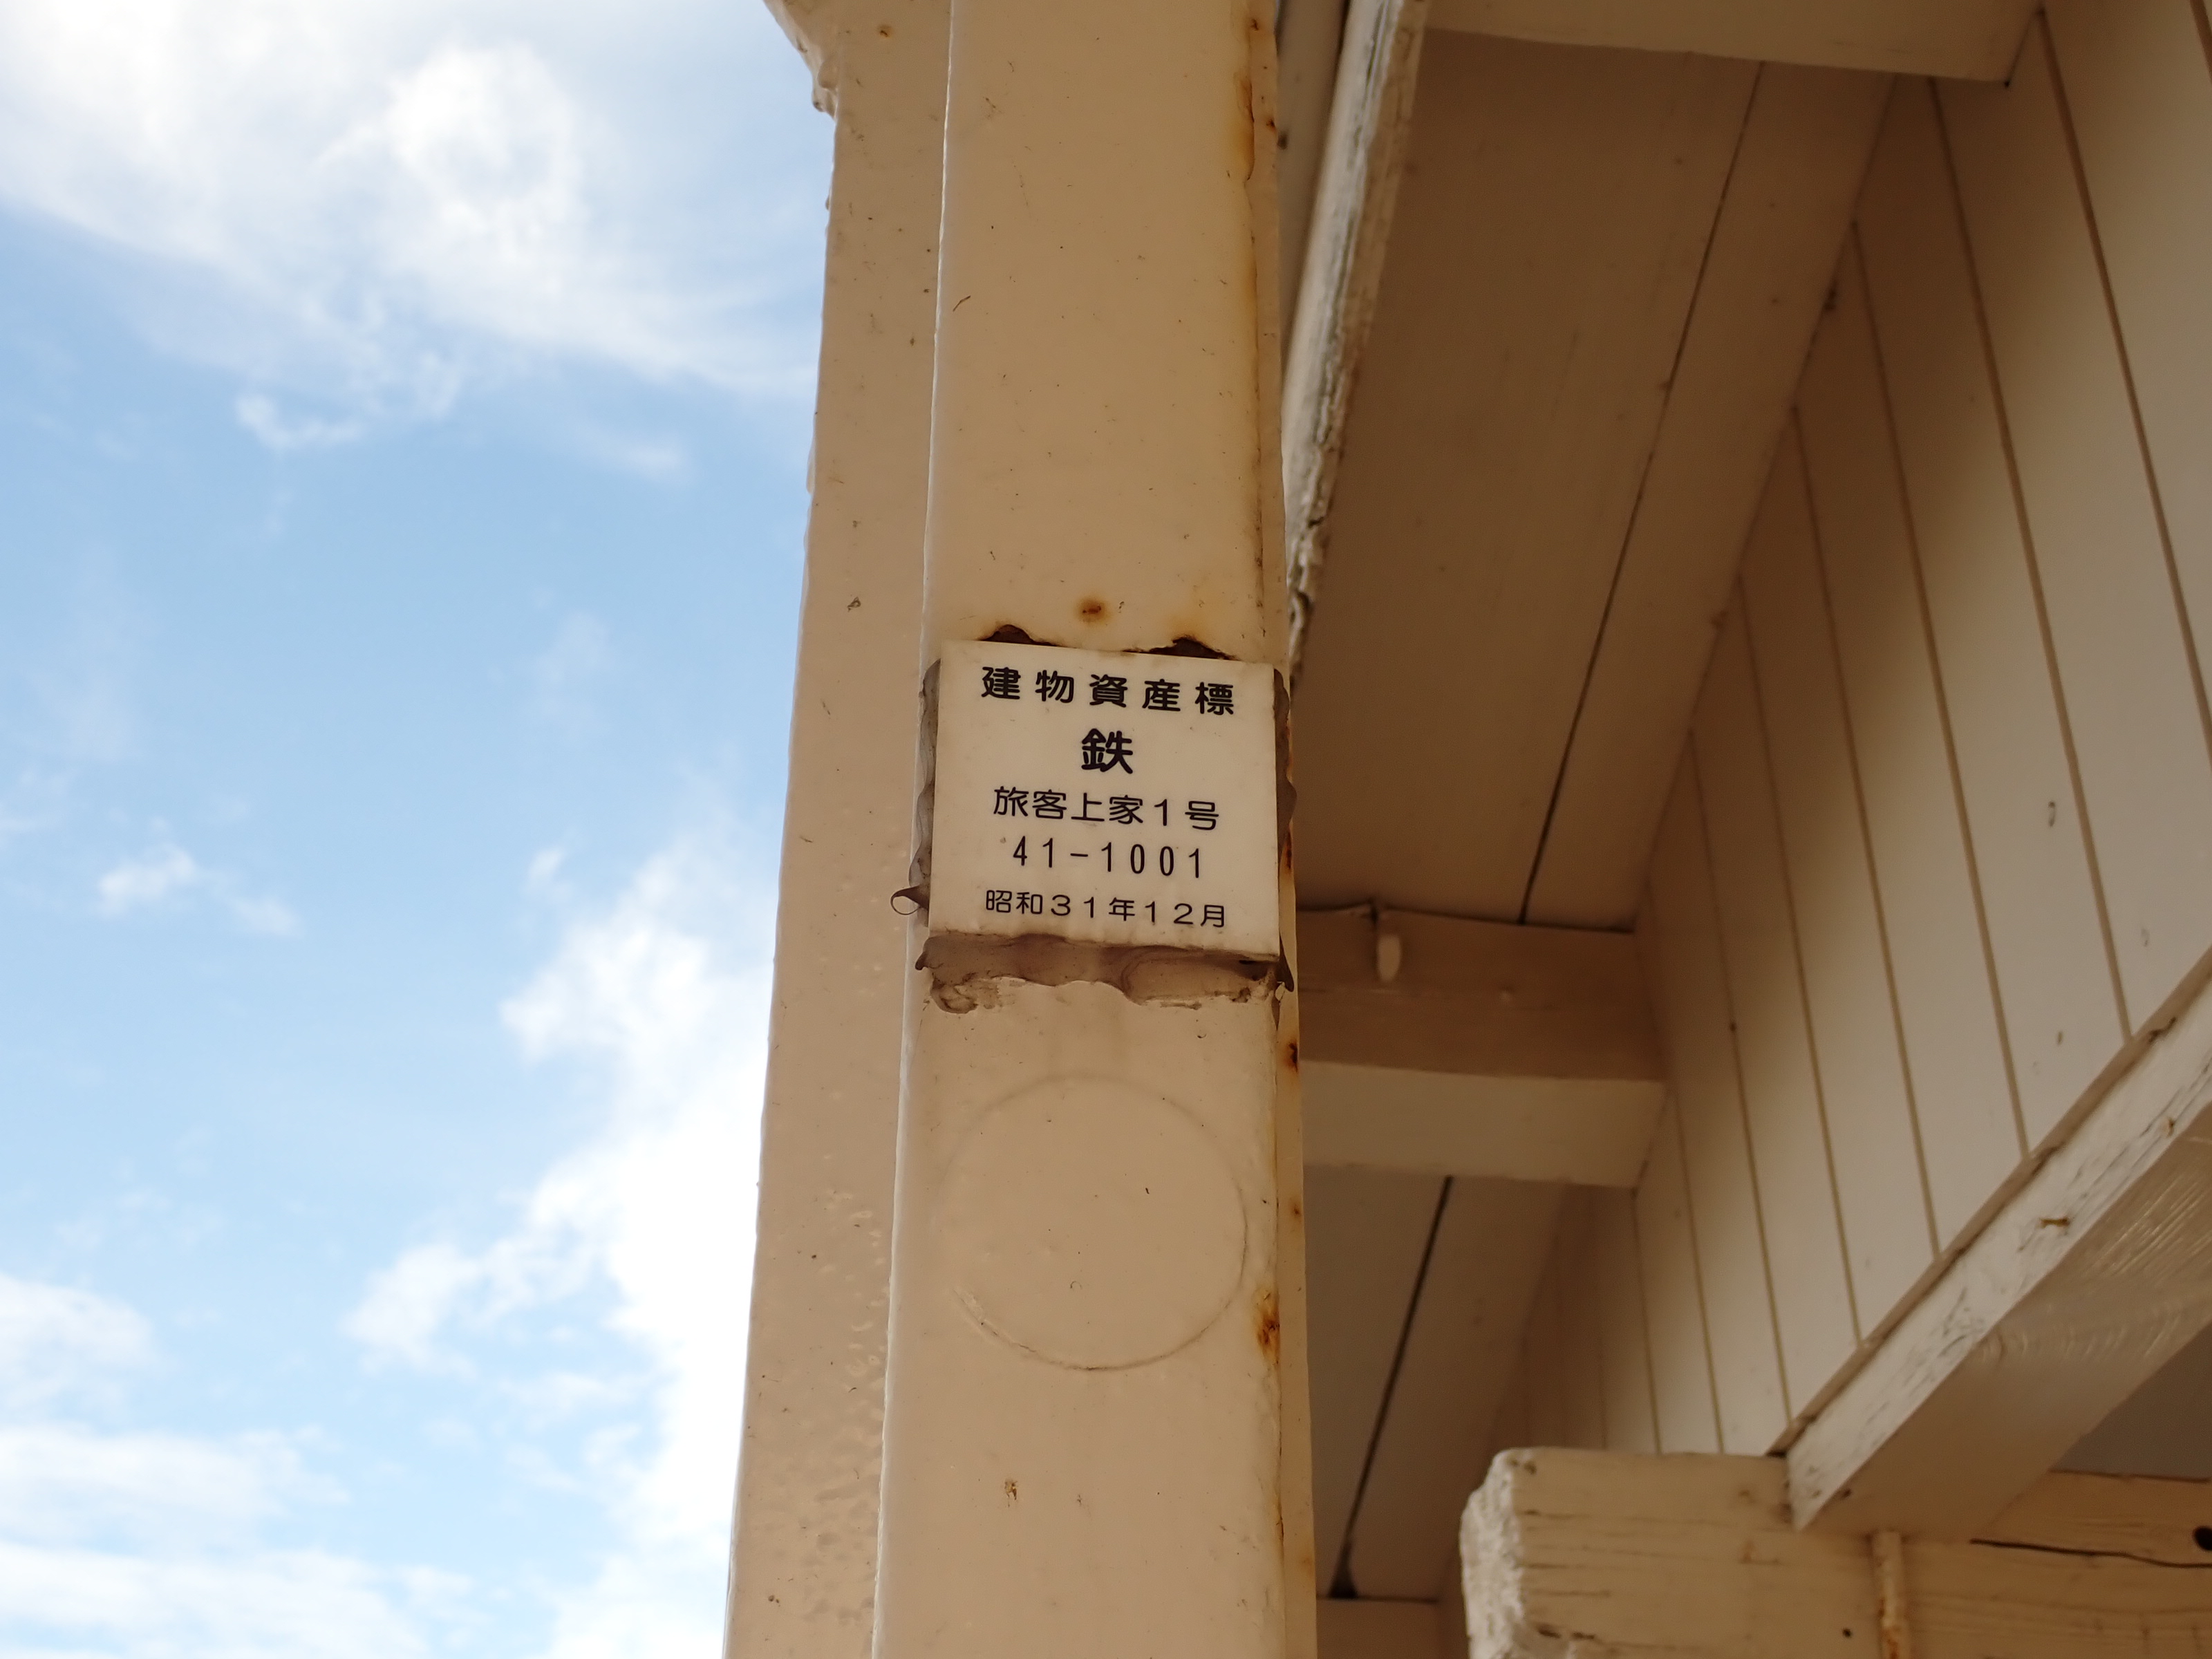 建物資産標
鉄
旅客上家1号
41-1001
昭和31年12月